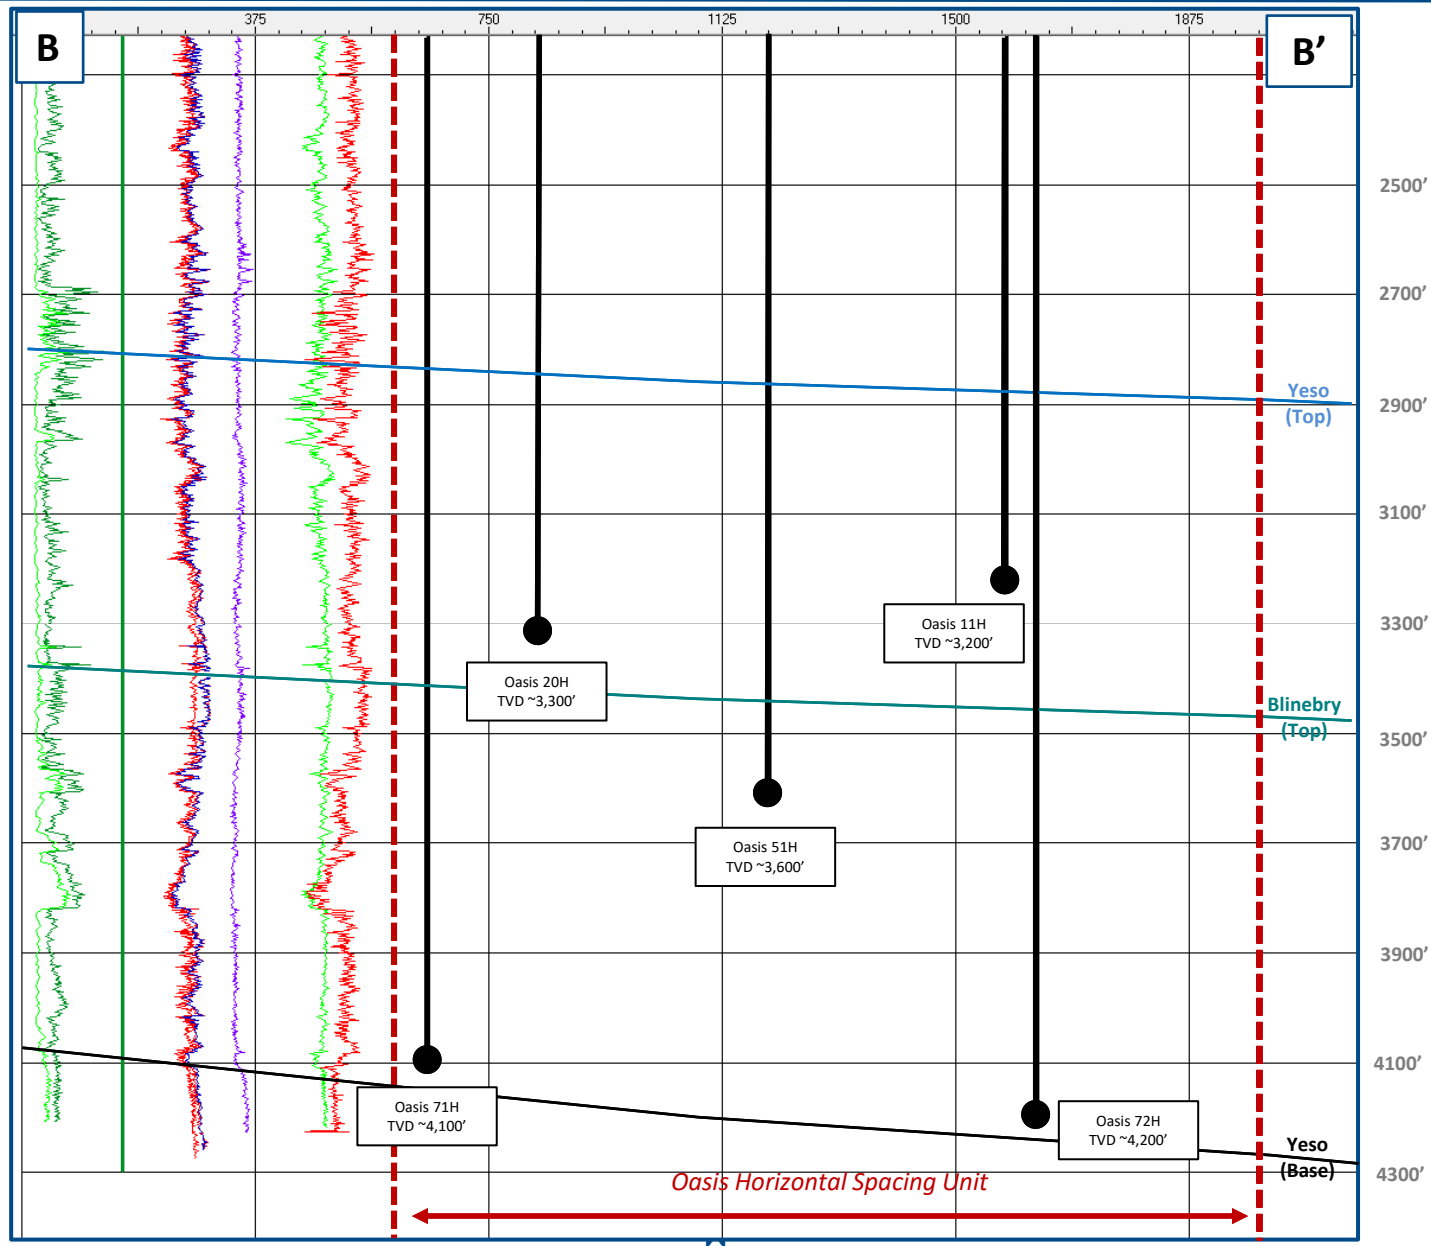 375 750 1125 1500 1875
B
B’
2500’
2700’
Yeso
(Top)
2900’
3100’
Oasis 11H
TVD ~3,200’
3300’
Oasis 20H
TVD ~3,300’
Blinebry
(Top)
3500’
Oasis 51H
TVD ~3,600’
3700’
3900’
4100’
Oasis 71H
TVD ~4,100’
Oasis 72H
TVD ~4,200’
Yeso
(Base)
4300’
Oasis Horizontal Spacing Unit